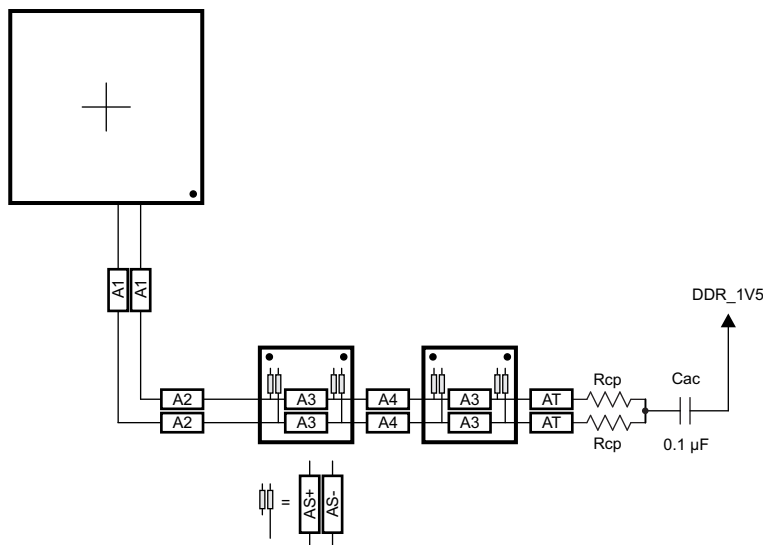 A1 A1
DDR_1V5
Rcp
Cac
A2 A3 A4 A3 AT
A2 A3 A4 A3 AT
Rcp
0.1 µF
= AS+ AS-